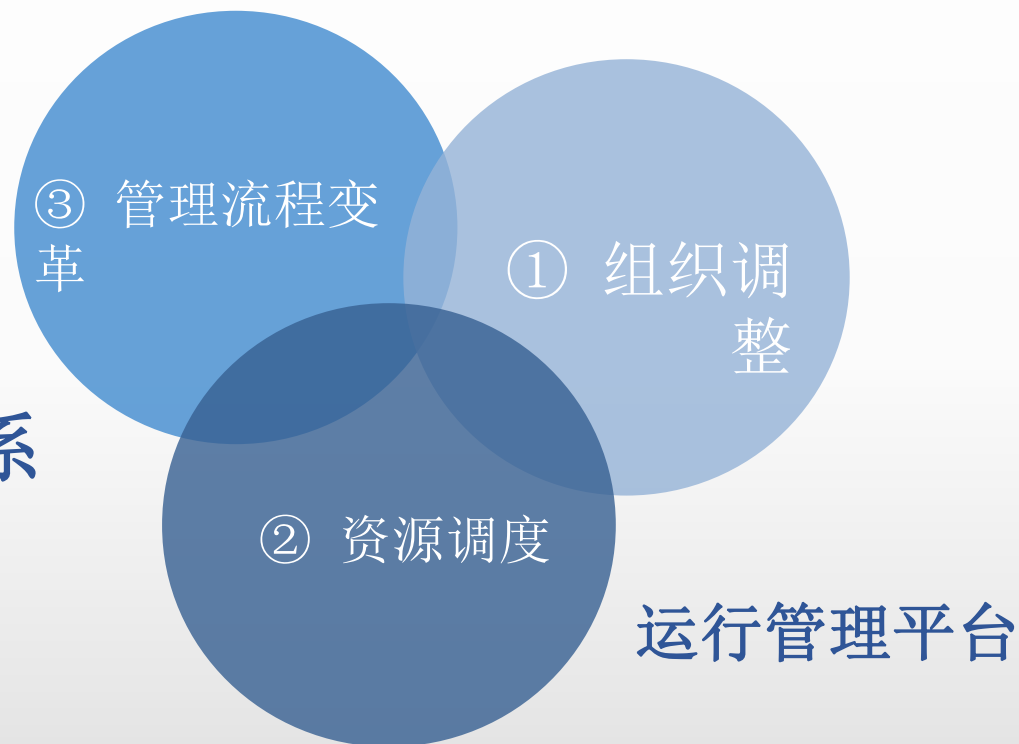 ③ 管理流程变
革
① 组织调
整
系
② 资源调度
运行管理平台